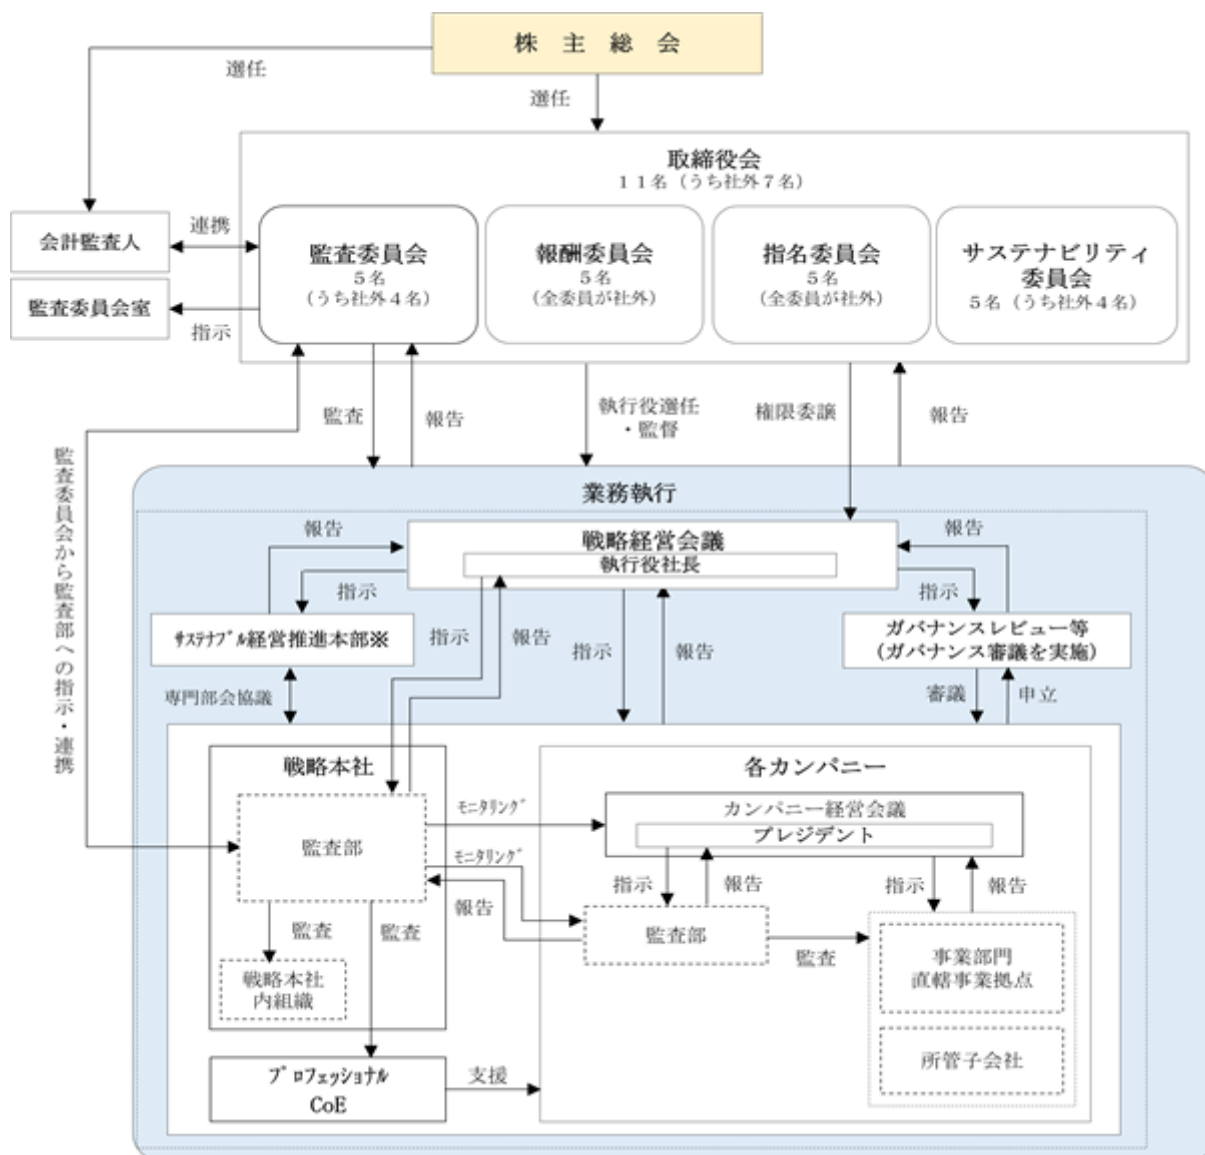 株 主 総 会
選任
選任
取締役会
11名（うち社外7名）
会計監査人
連携
監査委員会
5名
（うち社外4名）
報酬委員会
5名
（全委員が社外）
指名委員会
5名
（全委員が社外）
サステナビリティ
委員会
5名（うち社外4名）
監査委員会室
指示
監査
報告
執行役選任
・監督
権限委譲
報告
監査委員会から監査部への指示・連携
業務執行
報告
戦略経営会議
執行役社長
報告
指示
指示
ｻｽﾃﾅﾌﾞﾙ経営推進本部※
指示
報告
指示
報告
ガバナンスレビュー等
（ガバナンス審議を実施）
専門部会協議
審議
申立
戦略本社
各カンパニー
監査部
ﾓﾆﾀﾘﾝｸﾞ
カンパニー経営会議
プレジデント
ﾓﾆﾀﾘﾝｸﾞ
報告
指示
報告
指示
報告
監査部
監査
監査
監査
戦略本社
内組織
事業部門
直轄事業拠点
所管子会社
ﾌﾟﾛﾌｪｯｼｮﾅﾙ
CoE
支援